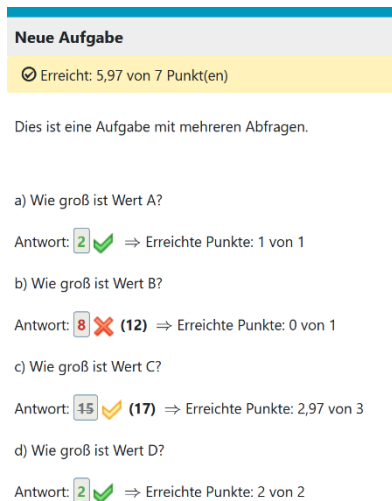 Neue Aufgabe
Erreicht: 5,97 von 7 Punkt(en)
Dies ist eine Aufgabe mit mehreren Abfragen.
a) Wie groß ist Wert A?
Antwort: 2 ⇒ Erreichte Punkte: 1 von 1
b) Wie groß ist Wert B?
Antwort: 8 (12) ⇒ Erreichte Punkte: 0 von 1
c) Wie groß ist Wert C?
Antwort: 15 (17) ⇒ Erreichte Punkte: 2,97 von 3
d) Wie groß ist Wert D?
Antwort: 2 ⇒ Erreichte Punkte: 2 von 2